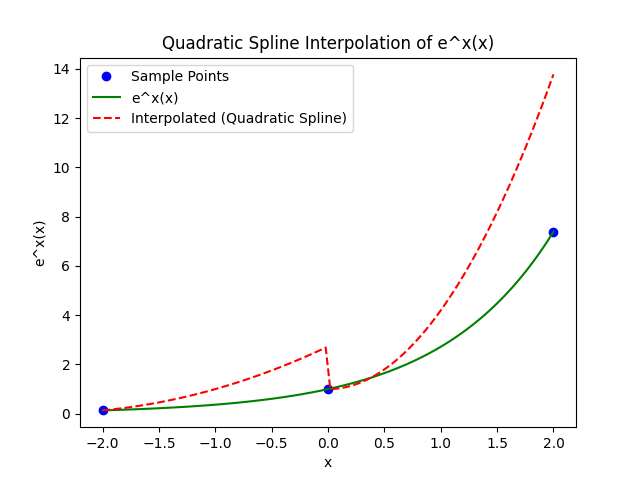 Quadratic Spline Interpolation of e^x(x)
Sample Points
e^x(x)
Interpolated (Quadratic Spline)
14
12
10
8
6
4
2
0
e^x(x)
−2.0 −1.5 −1.0 −0.5 0.0 0.5 1.0 1.5 2.0
x